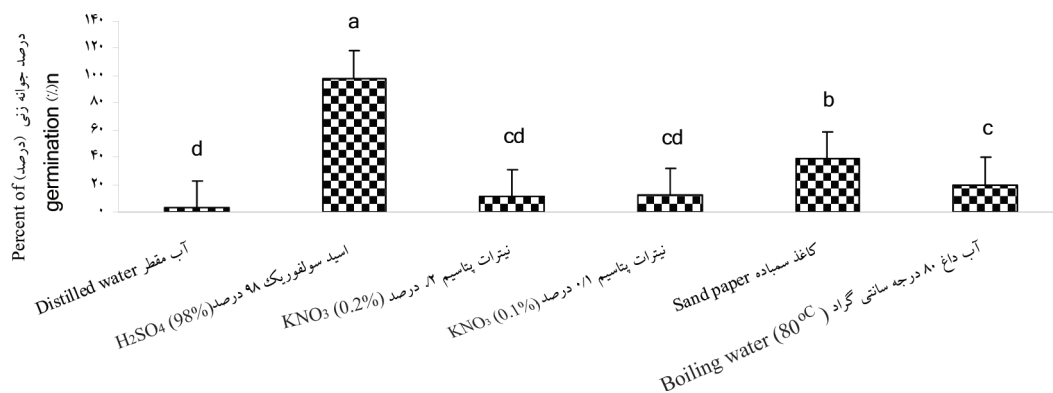 درصد جوانه زنی (درصد)
Percent of
germination (٪)n
۱۴۰
۱۲۰
۱۰۰
۸۰
۶۰
۴۰
۲۰
۰
d
a
cd
cd
b
c
آب مقطر Distilled water
اسید سولفوریک ۹۸ درصد H₂SO₄ (98%)
نیترات پتاسیم ۰/۲ درصد KNO₃ (0.2%)
نیترات پتاسیم ۰/۱ درصد KNO₃ (0.1%)
کاغذ سمباده Sand paper
آب داغ ۸۰ درجه سانتی گراد Boiling water (80⁰C)